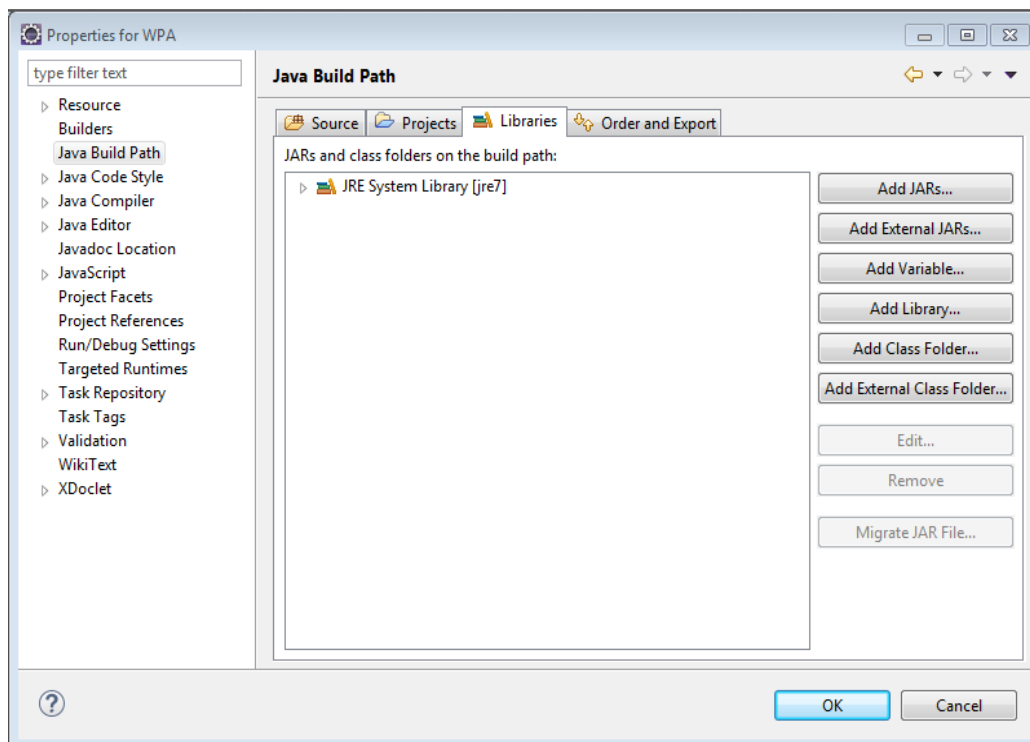 Properties for WPA
type filter text
Resource
Builders
Java Build Path
Java Code Style
Java Compiler
Java Editor
Javadoc Location
JavaScript
Project Facets
Project References
Run/Debug Settings
Targeted Runtimes
Task Repository
Task Tags
Validation
WikiText
XDoclet
Java Build Path
Source Projects Libraries Order and Export
JARs and class folders on the build path:
JRE System Library [jre7]
Add JARs...
Add External JARs...
Add Variable...
Add Library...
Add Class Folder...
Add External Class Folder...
Edit...
Remove
Migrate JAR File...
?
OK Cancel